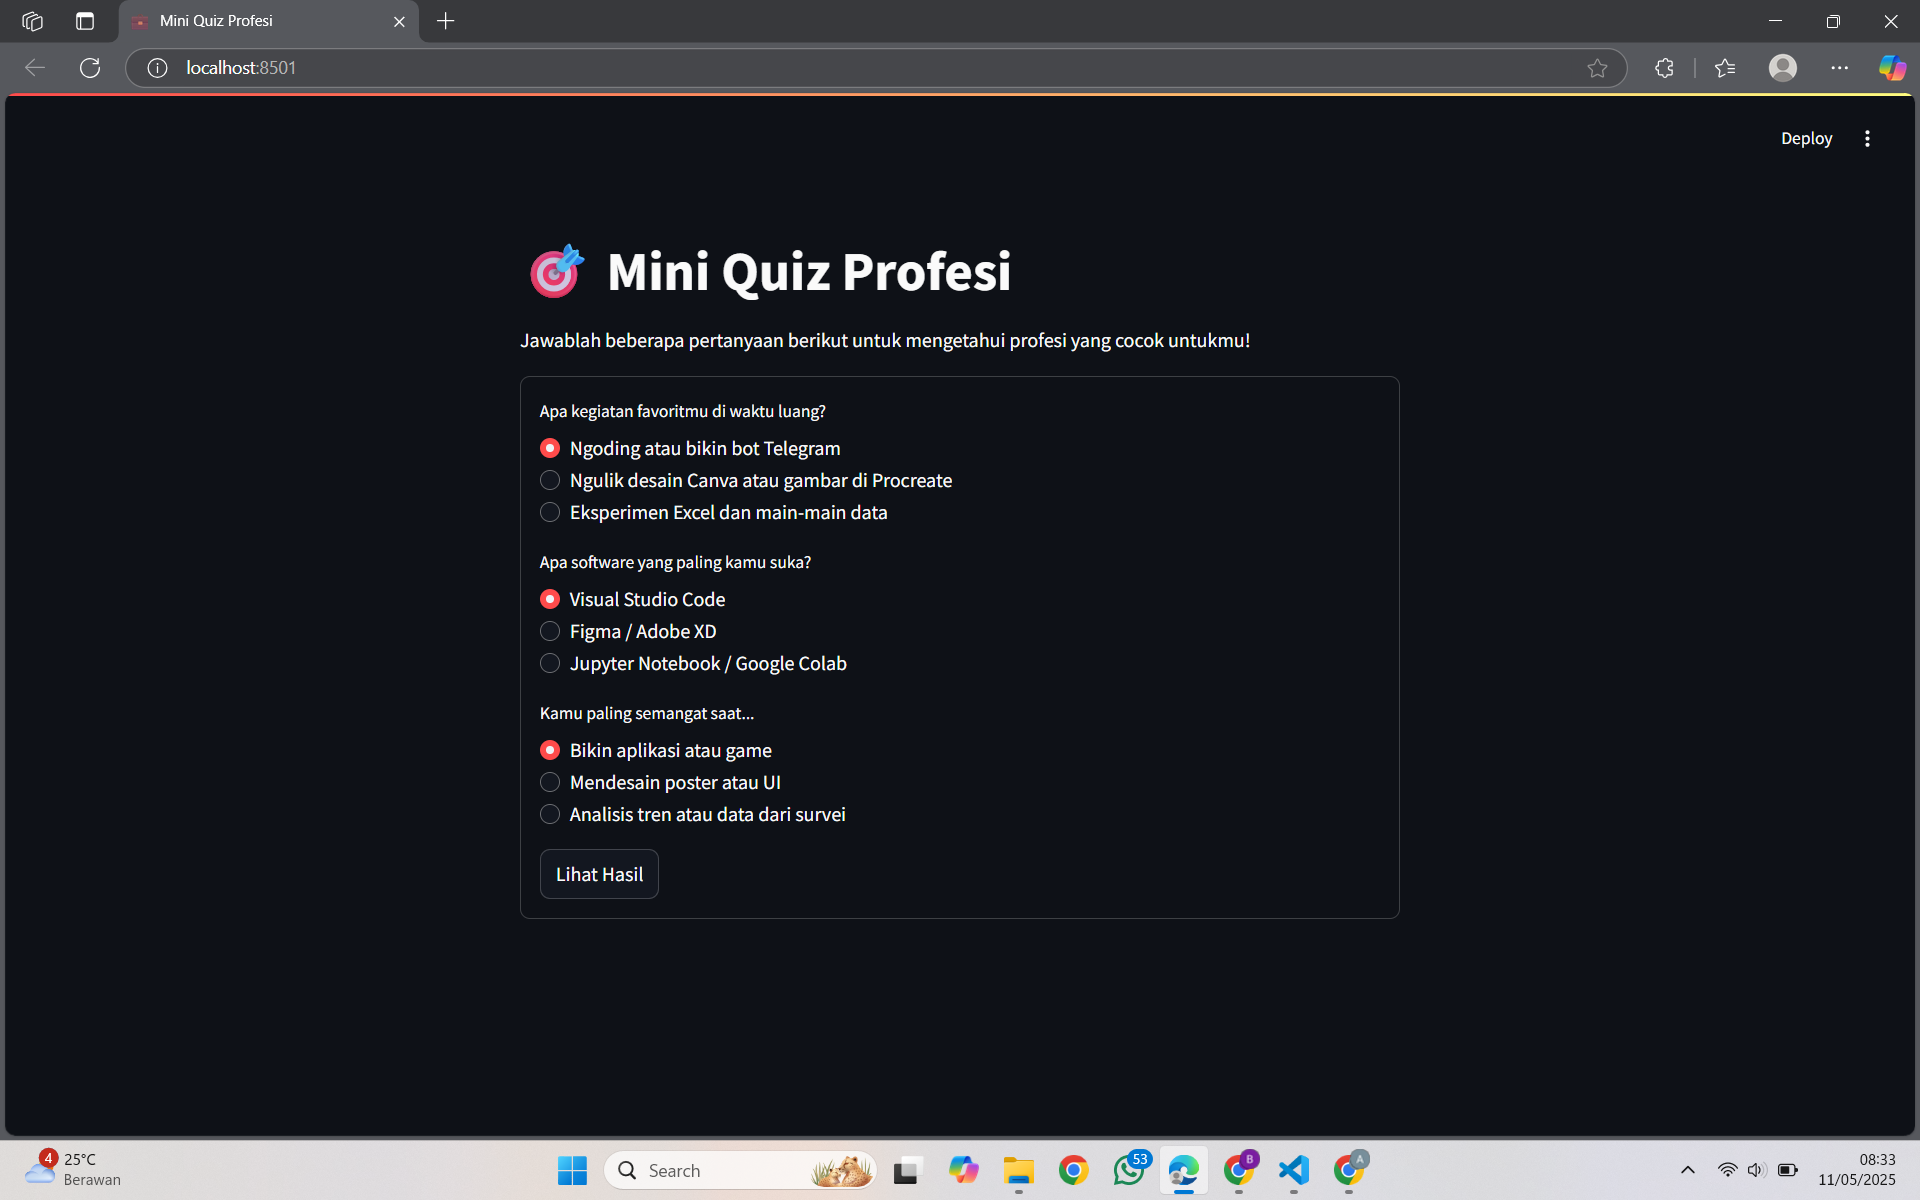 Mini Quiz Profesi
localhost:8501
Deploy
Mini Quiz Profesi
Jawablah beberapa pertanyaan berikut untuk mengetahui profesi yang cocok untukmu!
Apa kegiatan favoritmu di waktu luang?
Ngoding atau bikin bot Telegram
Ngulik desain Canva atau gambar di Procreate
Eksperimen Excel dan main-main data
Apa software yang paling kamu suka?
Visual Studio Code
Figma / Adobe XD
Jupyter Notebook / Google Colab
Kamu paling semangat saat...
Bikin aplikasi atau game
Mendesain poster atau UI
Analisis tren atau data dari survei
Lihat Hasil
4
25°C
Berawan
Search
53
B
A
08:33
11/05/2025